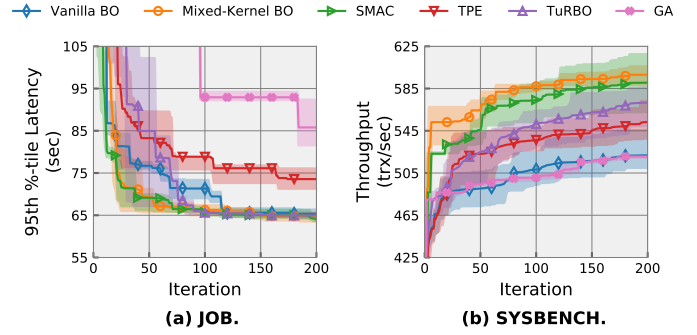 Vanilla BO Mixed-Kernel BO SMAC TPE TuRBO GA
105
95
85
75
65
55
0 50 100 150 200
95th %-tile Latency
(sec)
Iteration
(a) JOB.
625
585
545
505
465
425
0 50 100 150 200
Throughput
(trx/sec)
Iteration
(b) SYSBENCH.